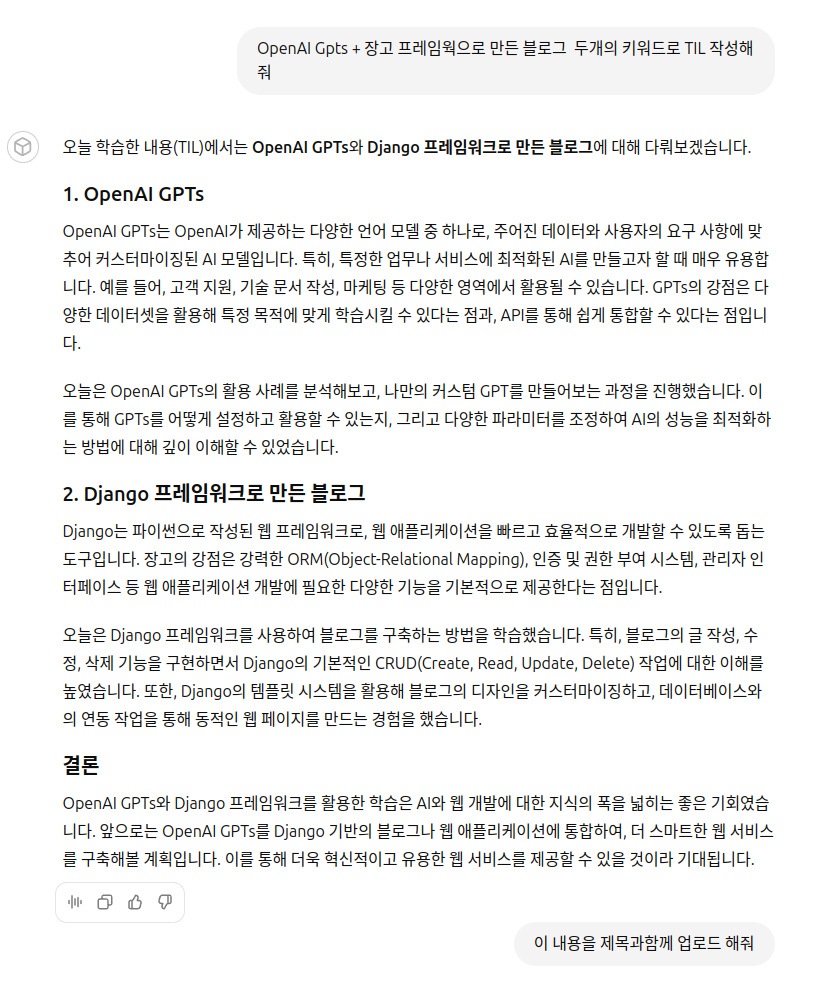 OpenAI Gpts + 장고 프레임웍으로 만든 블로그  두개의 키워드로 TIL 작성해
줘
오늘 학습한 내용(TIL)에서는 OpenAI GPTs와 Django 프레임워크로 만든 블로그에 대해 다뤄보겠습니다.
1. OpenAI GPTs
OpenAI GPTs는 OpenAI가 제공하는 다양한 언어 모델 중 하나로, 주어진 데이터와 사용자의 요구 사항에 맞
추어 커스터마이징된 AI 모델입니다. 특히, 특정한 업무나 서비스에 최적화된 AI를 만들고자 할 때 매우 유용합
니다. 예를 들어, 고객 지원, 기술 문서 작성, 마케팅 등 다양한 영역에서 활용될 수 있습니다. GPTs의 강점은 다
양한 데이터셋을 활용해 특정 목적에 맞게 학습시킬 수 있다는 점과, API를 통해 쉽게 통합할 수 있다는 점입니
다.
오늘은 OpenAI GPTs의 활용 사례를 분석해보고, 나만의 커스텀 GPT를 만들어보는 과정을 진행했습니다. 이
를 통해 GPTs를 어떻게 설정하고 활용할 수 있는지, 그리고 다양한 파라미터를 조정하여 AI의 성능을 최적화하
는 방법에 대해 깊이 이해할 수 있었습니다.
2. Django 프레임워크로 만든 블로그
Django는 파이썬으로 작성된 웹 프레임워크로, 웹 애플리케이션을 빠르고 효율적으로 개발할 수 있도록 돕는
도구입니다. 장고의 강점은 강력한 ORM(Object-Relational Mapping), 인증 및 권한 부여 시스템, 관리자 인
터페이스 등 웹 애플리케이션 개발에 필요한 다양한 기능을 기본적으로 제공한다는 점입니다.
오늘은 Django 프레임워크를 사용하여 블로그를 구축하는 방법을 학습했습니다. 특히, 블로그의 글 작성, 수
정, 삭제 기능을 구현하면서 Django의 기본적인 CRUD(Create, Read, Update, Delete) 작업에 대한 이해를
높였습니다. 또한, Django의 템플릿 시스템을 활용해 블로그의 디자인을 커스터마이징하고, 데이터베이스와
의 연동 작업을 통해 동적인 웹 페이지를 만드는 경험을 했습니다.
결론
OpenAI GPTs와 Django 프레임워크를 활용한 학습은 AI와 웹 개발에 대한 지식의 폭을 넓히는 좋은 기회였습
니다. 앞으로는 OpenAI GPTs를 Django 기반의 블로그나 웹 애플리케이션에 통합하여, 더 스마트한 웹 서비스
를 구축해볼 계획입니다. 이를 통해 더욱 혁신적이고 유용한 웹 서비스를 제공할 수 있을 것이라 기대됩니다.
이 내용을 제목과함께 업로드 해줘